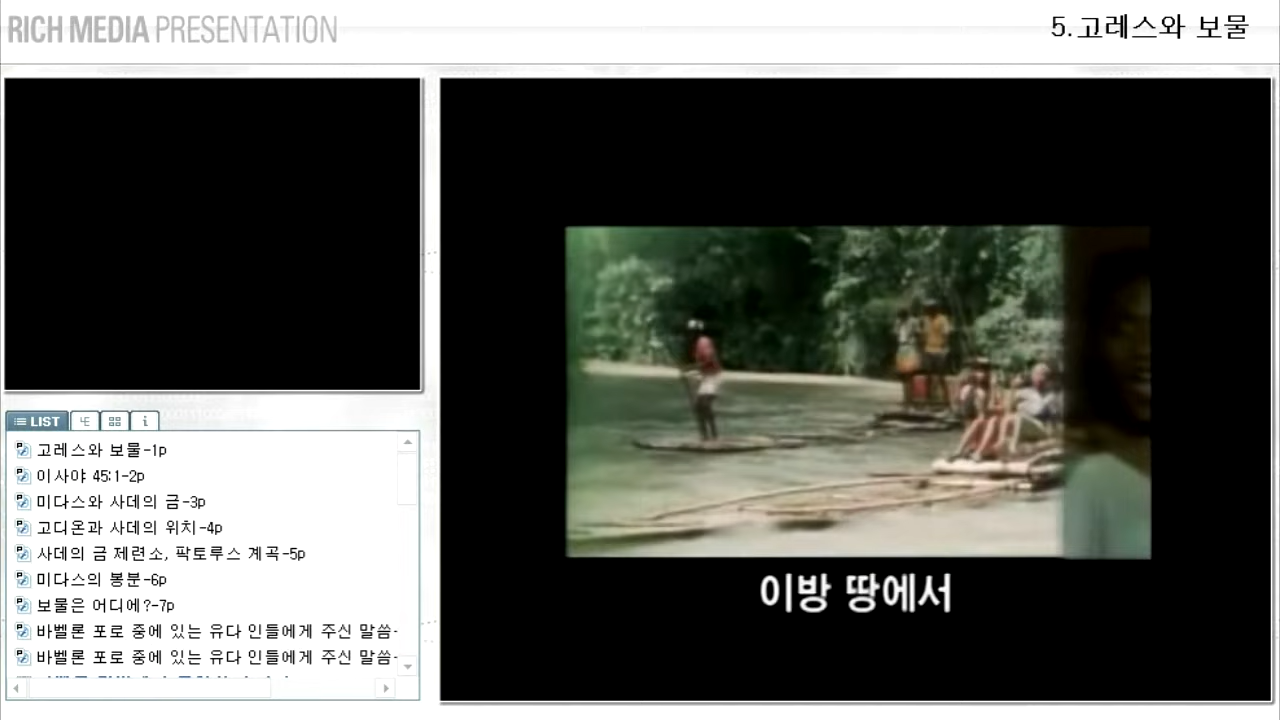 RICH MEDIA PRESENTATION
5.고레스와 보물
LIST
고레스와 보물-1p
이사야 45:1-2p
미다스와 사데의 금-3p
고디온과 사데의 위치-4p
사데의 금 제련소, 팍토루스 계곡-5p
미다스의 봉분-6p
보물은 어디에?-7p
바벨론 포로 중에 있는 유다 인들에게 주신 말씀-
바벨론 포로 중에 있는 유다 인들에게 주신 말씀-
이방 땅에서